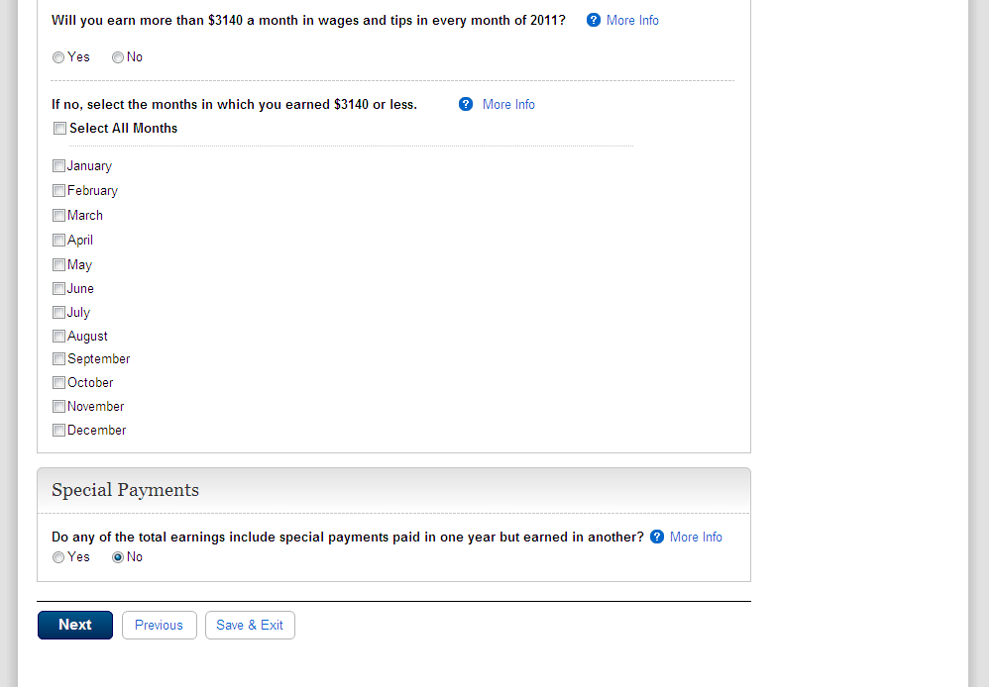 Will you earn more than $3140 a month in wages and tips in every month of 2011? ? More Info
Yes No
If no, select the months in which you earned $3140 or less. ? More Info
Select All Months
January
February
March
April
May
June
July
August
September
October
November
December
Special Payments
Do any of the total earnings include special payments paid in one year but earned in another? ? More Info
Yes No
Next Previous Save & Exit